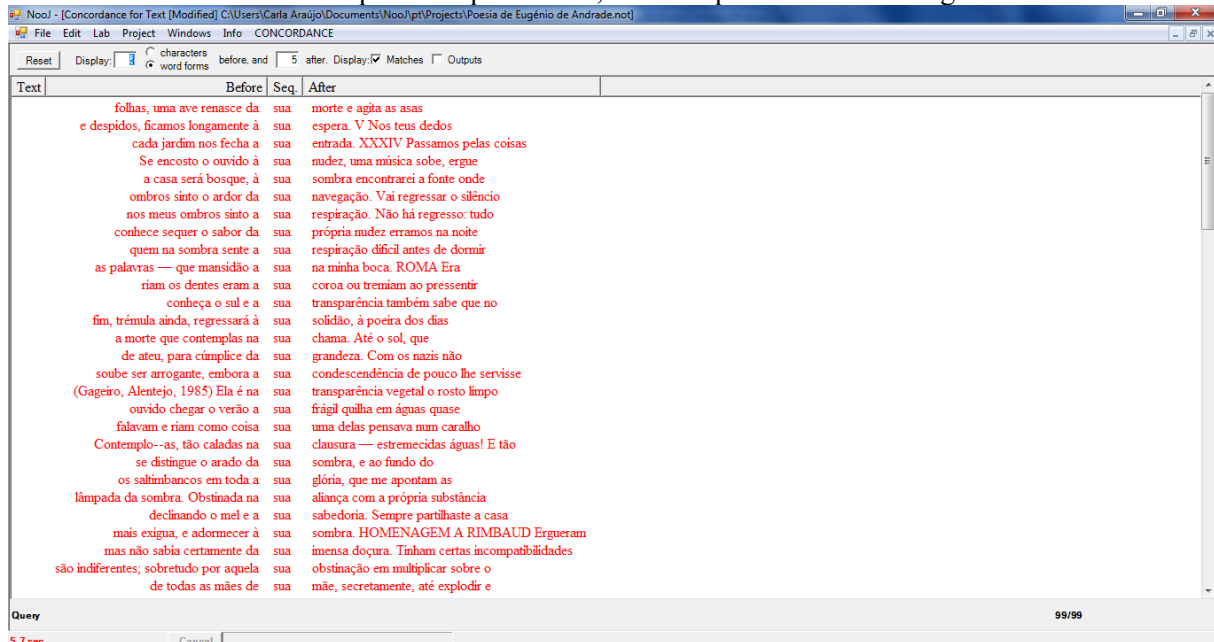 NooJ - [Concordance for Text [Modified] C:\Users\Carla Araújo\Documents\NooJ\pt\Projects\Poesia de Eugénio de Andrade.not]
File Edit Lab Project Windows Info CONCORDANCE
Reset Display: characters word forms before, and 5 after. Display: Matches Outputs
Text Before Seq. After
folhas, uma ave renasce da sua morte e agita as asas
e despidos, ficamos longamente à sua espera. V Nos teus dedos
cada jardim nos fecha a sua entrada. XXXIV Passamos pelas coisas
Se encosto o ouvido à sua nudez, uma música sobe, ergue
a casa será bosque, à sua sombra encontrarei a fonte onde
ombros sinto o ardor da sua navegação. Vai regressar o silêncio
nos meus ombros sinto a sua respiração. Não há regresso: tudo
conhece sequer o sabor da sua própria nudez erramos na noite
quem na sombra sente a sua respiração difícil antes de dormir
as palavras — que mansidão a sua na minha boca. ROMA Era
riam os dentes eram a sua coroa ou tremiam ao pressentir
conheça o sul e a sua transparência também sabe que no
fim, trémula ainda, regressará à sua solidão, à poeira dos dias
a morte que contemplas na sua chama. Até o sol, que
de ateu, para cúmplice da sua grandeza. Com os nazis não
soube ser arrogante, embora a sua condescendência de pouco lhe servisse
(Gageiro, Alentejo, 1985) Ela é na sua transparência vegetal o rosto limpo
ouvido chegar o verão a sua frágil quilha em águas quase
falavam e riam como coisa sua uma delas pensava num caralho
Contemplo--as, tão caladas na sua clausura — estremecidas águas! E tão
se distingue o arado da sua sombra, e ao fundo do
os saltimbancos em toda a sua glória, que me apontam as
lâmpada da sombra. Obstinada na sua aliança com a própria substância
declinando o mel e a sua sabedoria. Sempre partilhaste a casa
mais exígua, e adormecer à sua sombra. HOMENAGEM A RIMBAUD Ergueram
mas não sabia certamente da sua imensa doçura. Tinham certas incompatibilidades
são indiferentes; sobretudo por aquela sua obstinação em multiplicar sobre o
de todas as mães de sua mãe, secretamente, até explodir e
Query 99/99
5,7 sec Cancel